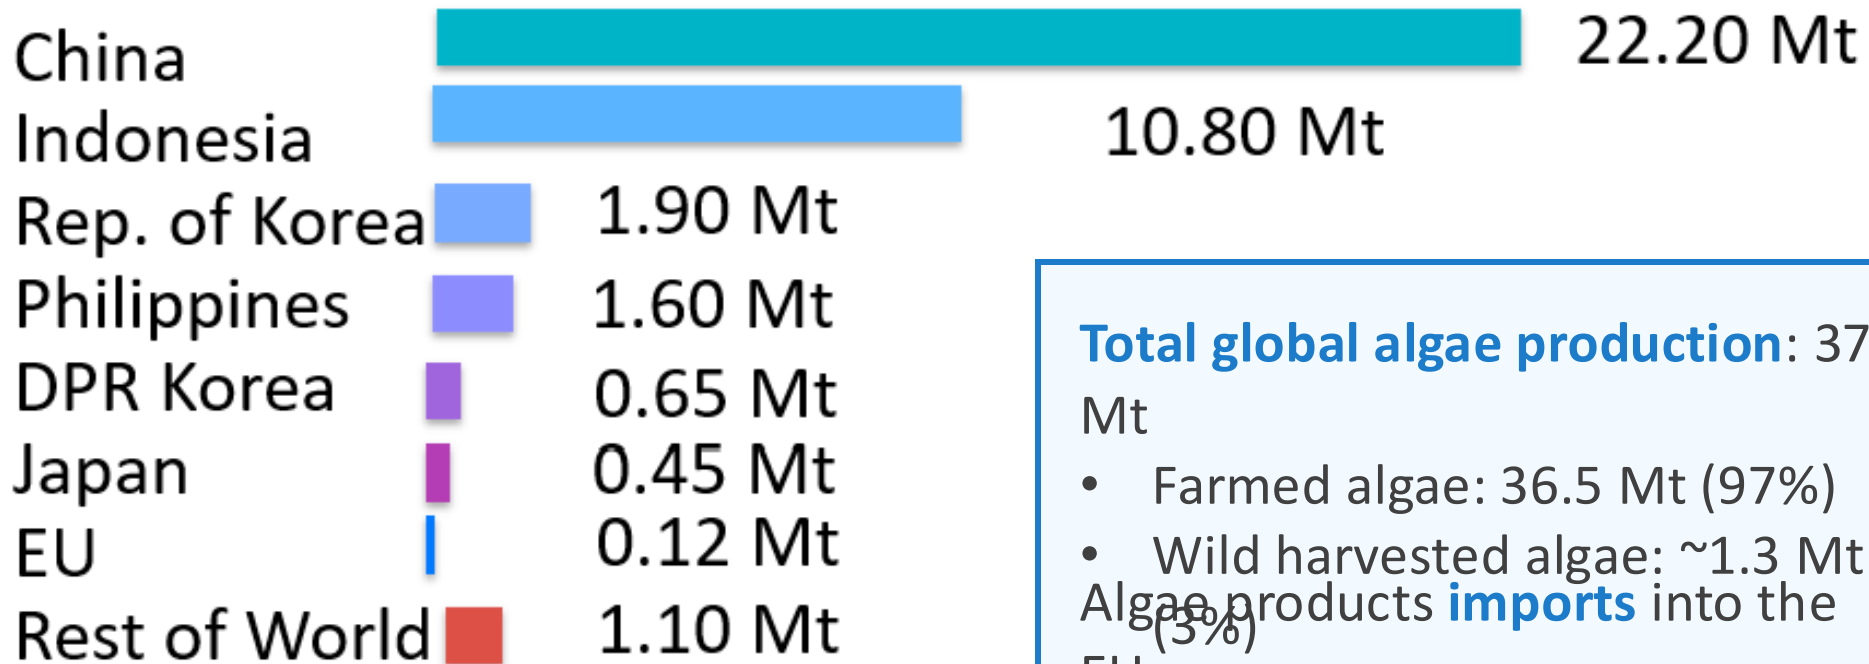 China 22.20 Mt
Indonesia 10.80 Mt
Rep. of Korea 1.90 Mt
Philippines 1.60 Mt
DPR Korea 0.65 Mt
Japan 0.45 Mt
EU 0.12 Mt
Rest of World 1.10 Mt
Total global algae production: 37
Mt
• Farmed algae: 36.5 Mt (97%)
• Wild harvested algae: ~1.3 Mt
(3%)
Algae products imports into the
EU